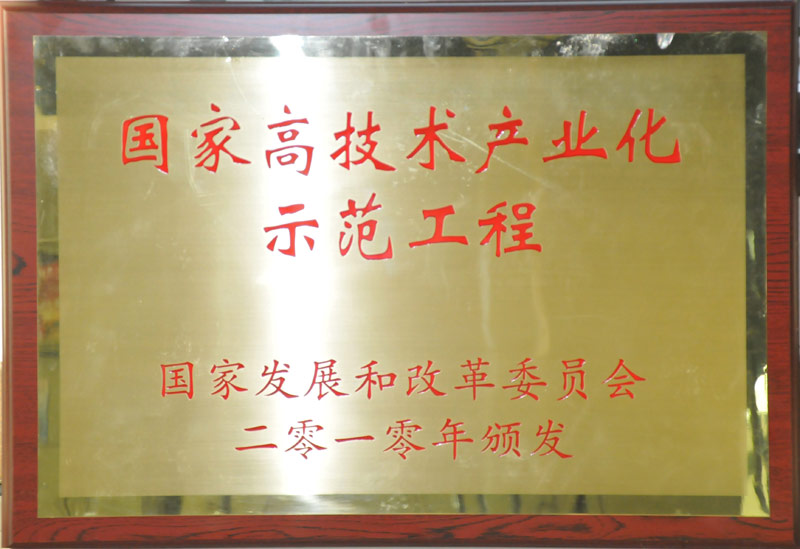 国家高技术产业化
示范工程
国家发展和改革委员会
二零一零年颁发